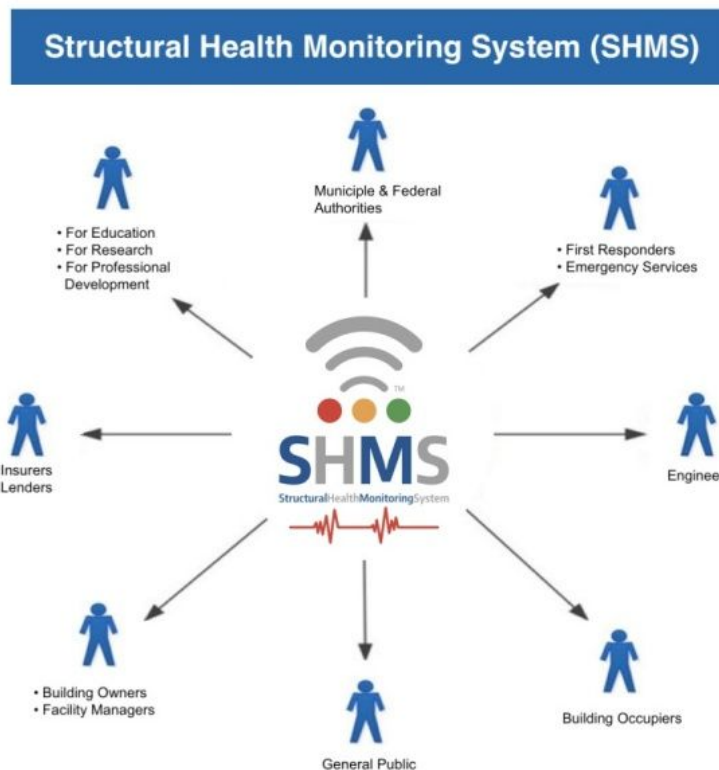 Structural Health Monitoring System (SHMS)
Municiple & Federal
Authorities
• For Education
• For Research
• For Professional
Development
• First Responders
• Emergency Services
TM
SHMS
StructuralHealthMonitoringSystem
Insurers
Lenders
Enginee
• Building Owners
• Facility Managers
Building Occupiers
General Public